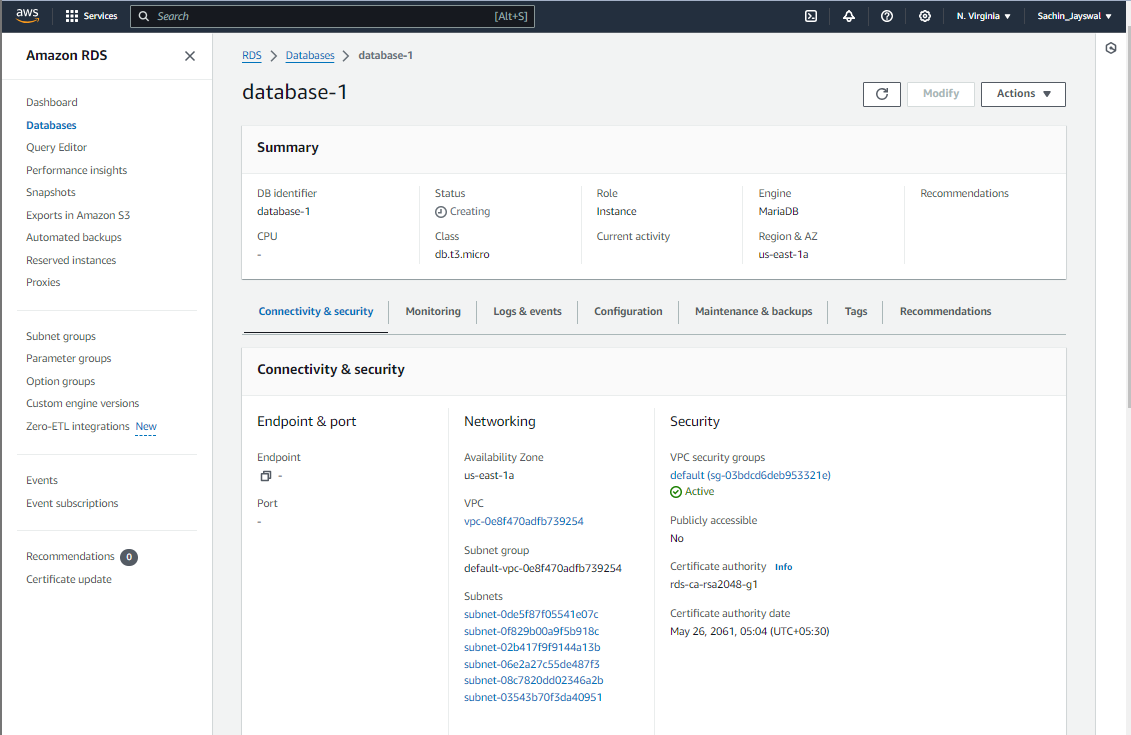 aws
Services
Search
[Alt+S]
N. Virginia
Sachin_Jayswal
Amazon RDS
Dashboard
Databases
Query Editor
Performance insights
Snapshots
Exports in Amazon S3
Automated backups
Reserved instances
Proxies
Subnet groups
Parameter groups
Option groups
Custom engine versions
Zero-ETL integrations New
Events
Event subscriptions
Recommendations 0
Certificate update
RDS > Databases > database-1
database-1
Modify
Actions
Summary
DB identifier
database-1
CPU
-
Status
Creating
Class
db.t3.micro
Role
Instance
Current activity
Engine
MariaDB
Region & AZ
us-east-1a
Recommendations
Connectivity & security
Monitoring
Logs & events
Configuration
Maintenance & backups
Tags
Recommendations
Connectivity & security
Endpoint & port
Endpoint
-
Port
-
Networking
Availability Zone
us-east-1a
VPC
vpc-0e8f470adfb739254
Subnet group
default-vpc-0e8f470adfb739254
Subnets
subnet-0de5f87f05541e07c
subnet-0f829b00a9f5b918c
subnet-02b417f9f9144a13b
subnet-06e2a27c55de487f3
subnet-08c7820dd02346a2b
subnet-03543b70f3da40951
Security
VPC security groups
default (sg-03bdcd6deb953321e)
Active
Publicly accessible
No
Certificate authority Info
rds-ca-rsa2048-g1
Certificate authority date
May 26, 2061, 05:04 (UTC+05:30)